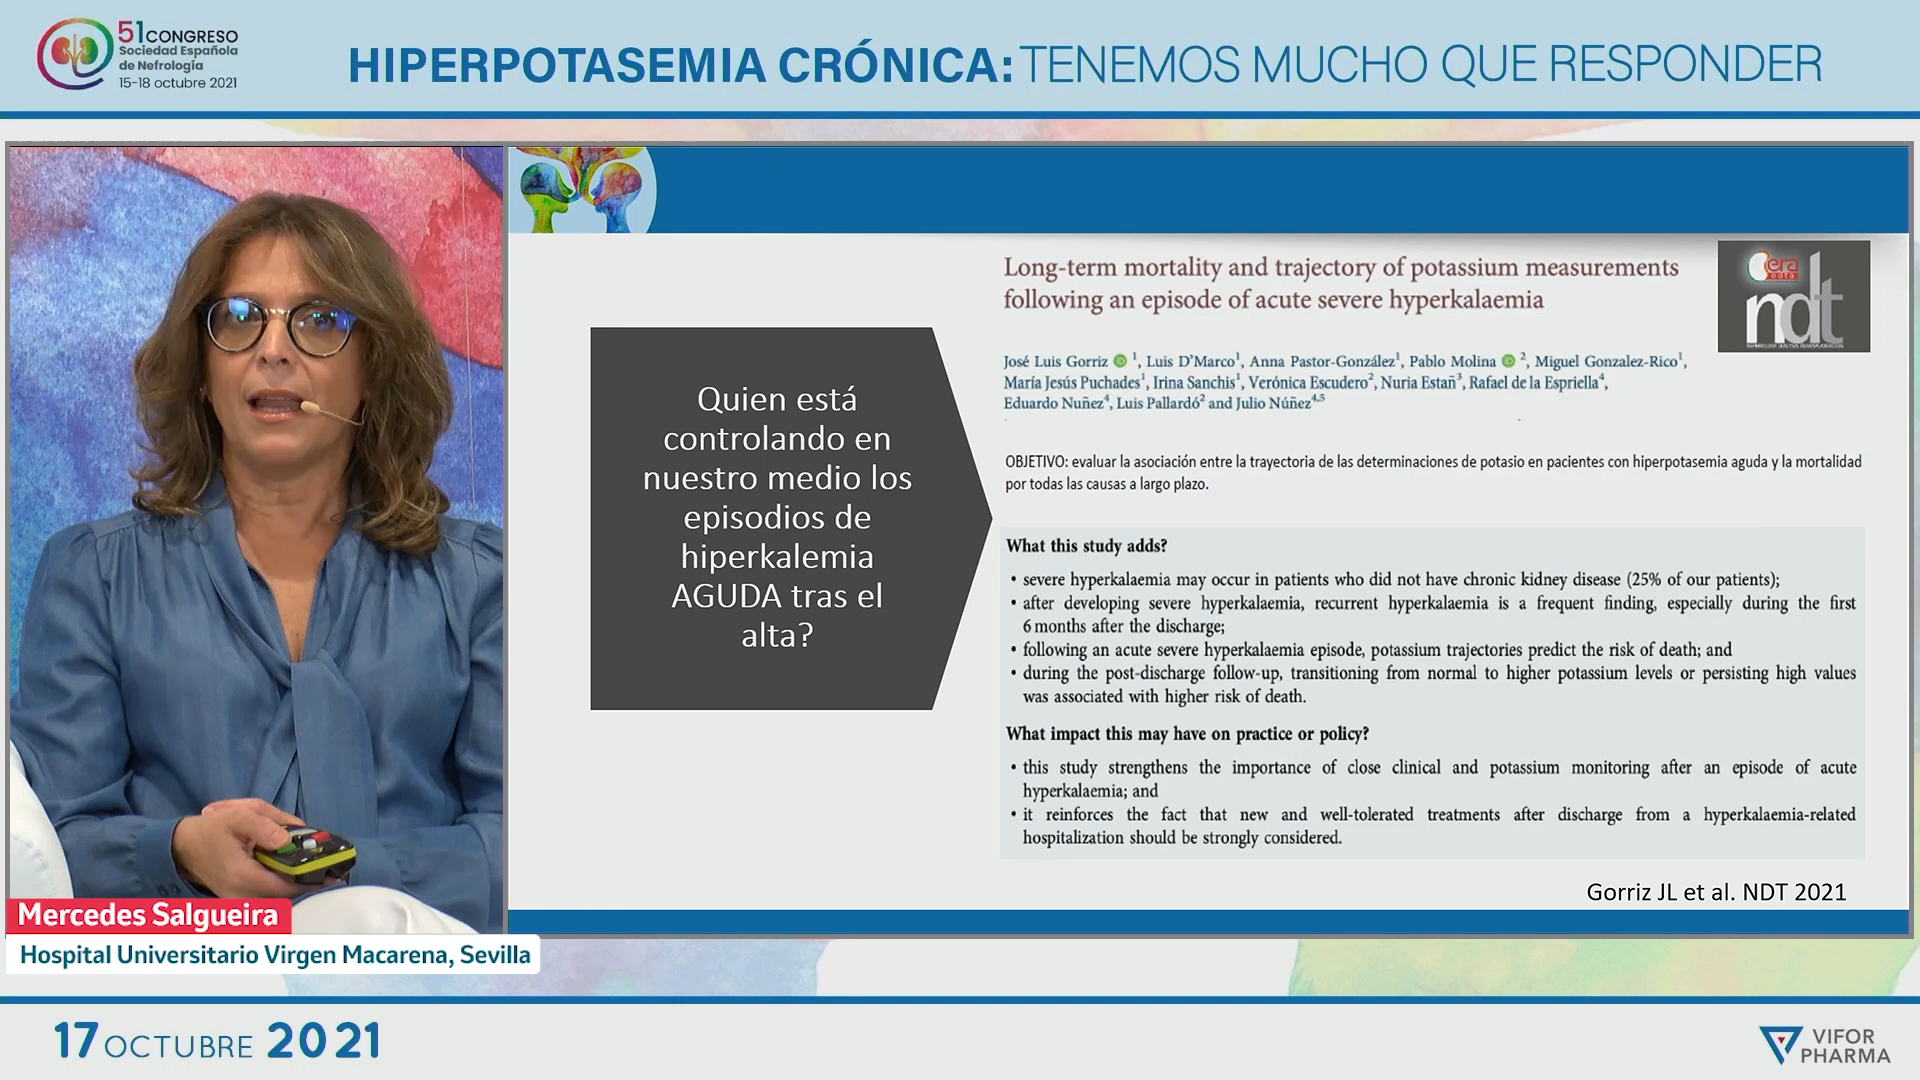 51 CONGRESO
Sociedad Española
de Nefrología
15-18 octubre 2021
HIPERPOTASEMIA CRÓNICA: TENEMOS MUCHO QUE RESPONDER
Long-term mortality and trajectory of potassium measurements
following an episode of acute severe hyperkalaemia
era
edta
ndt
José Luis Gorriz 1, Luis D'Marco1, Anna Pastor-González1, Pablo Molina 2, Miguel Gonzalez-Rico1,
María Jesús Puchades1, Irina Sanchis1, Verónica Escudero2, Nuria Estañ3, Rafael de la Espriella4,
Eduardo Nuñez4, Luis Pallardó2 and Julio Núñez4,5
Quien está
controlando en
nuestro medio los
episodios de
hiperkalemia
AGUDA tras el
alta?
OBJETIVO: evaluar la asociación entre la trayectoria de las determinaciones de potasio en pacientes con hiperpotasemia aguda y la mortalidad
por todas las causas a largo plazo.
What this study adds?
• severe hyperkalaemia may occur in patients who did not have chronic kidney disease (25% of our patients);
• after developing severe hyperkalaemia, recurrent hyperkalaemia is a frequent finding, especially during the first
6 months after the discharge;
• following an acute severe hyperkalaemia episode, potassium trajectories predict the risk of death; and
• during the post-discharge follow-up, transitioning from normal to higher potassium levels or persisting high values
was associated with higher risk of death.
What impact this may have on practice or policy?
• this study strengthens the importance of close clinical and potassium monitoring after an episode of acute
hyperkalaemia; and
• it reinforces the fact that new and well-tolerated treatments after discharge from a hyperkalaemia-related
hospitalization should be strongly considered.
Gorriz JL et al. NDT 2021
Mercedes Salgueira
Hospital Universitario Virgen Macarena, Sevilla
17 OCTUBRE 2021
VIFOR
PHARMA